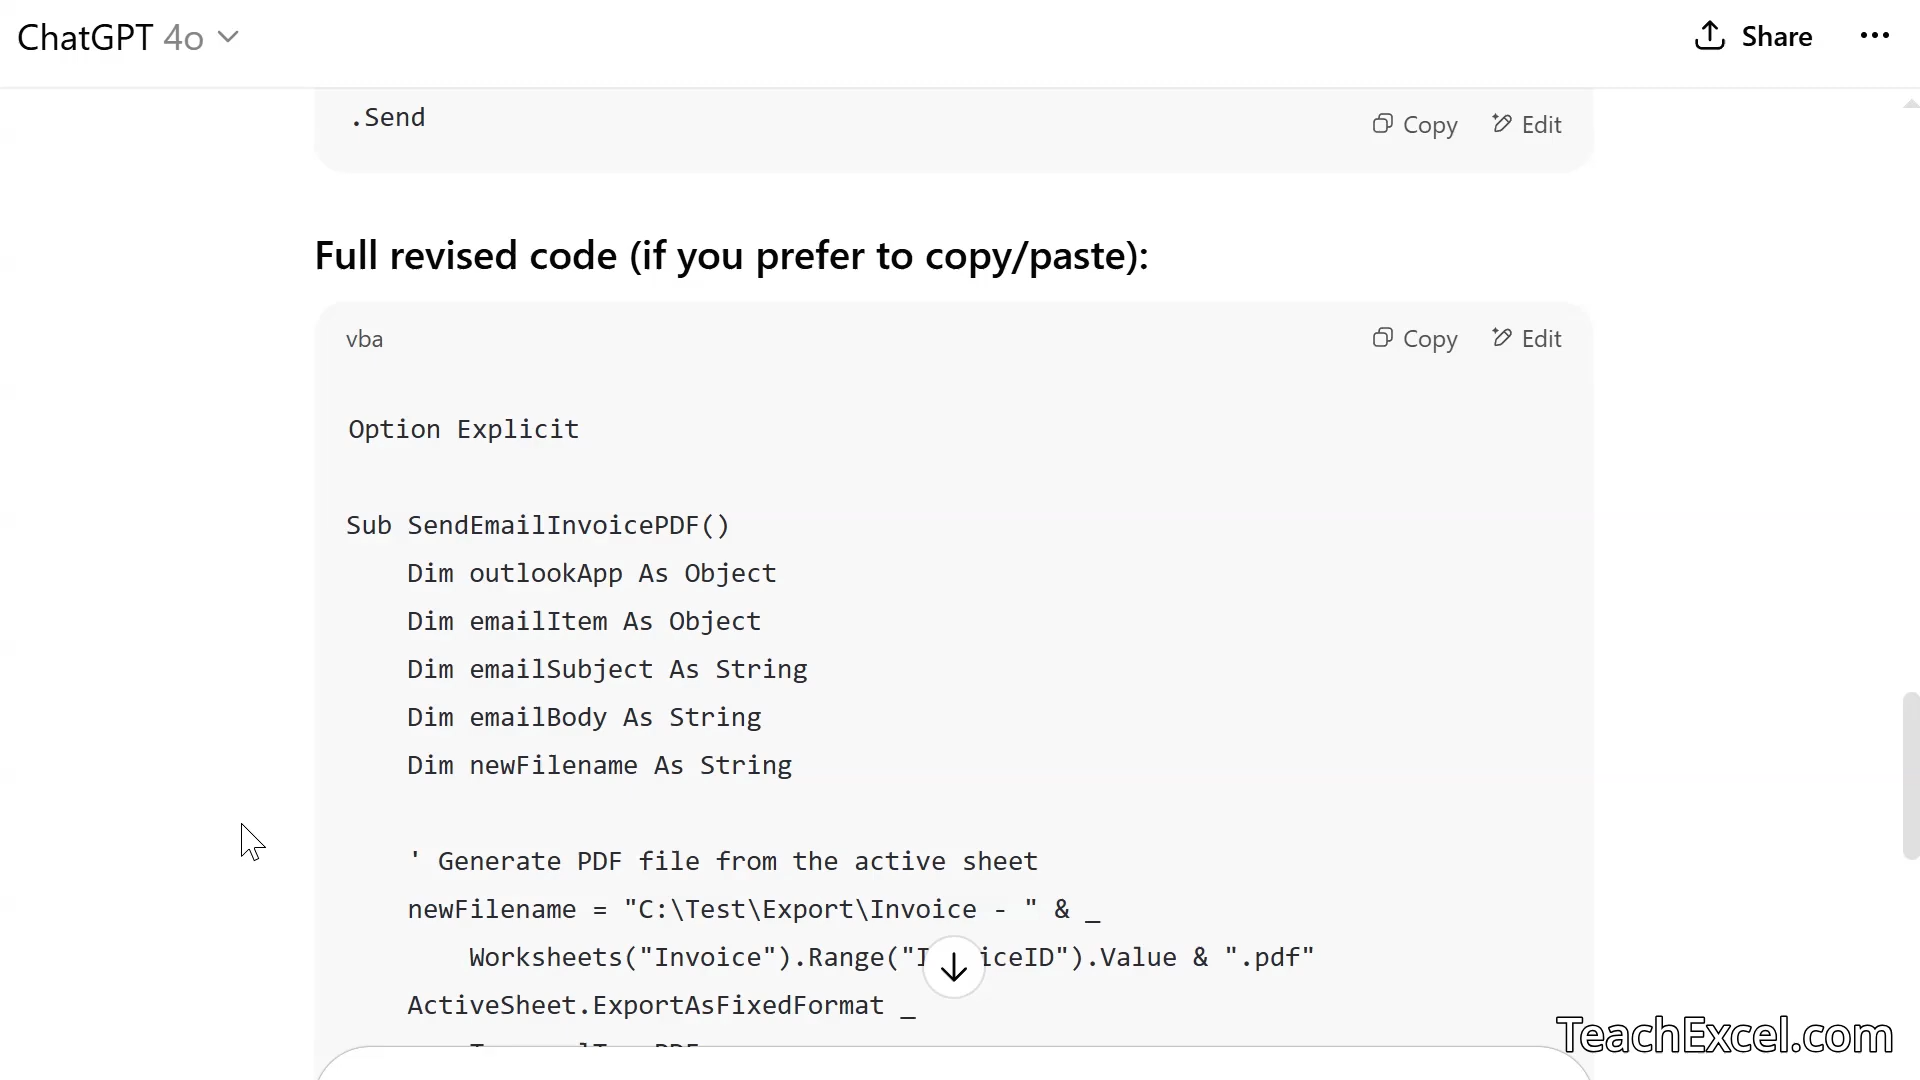 ChatGPT 4o
Share
.Send
Copy Edit
Full revised code (if you prefer to copy/paste):
vba
Copy Edit
Option Explicit
Sub SendEmailInvoicePDF()
    Dim outlookApp As Object
    Dim emailItem As Object
    Dim emailSubject As String
    Dim emailBody As String
    Dim newFilename As String
    ' Generate PDF file from the active sheet
    newFilename = "C:\Test\Export\Invoice - " & _
        Worksheets("Invoice").Range("I iceID").Value & ".pdf"
    ActiveSheet.ExportAsFixedFormat _
TeachExcel.com